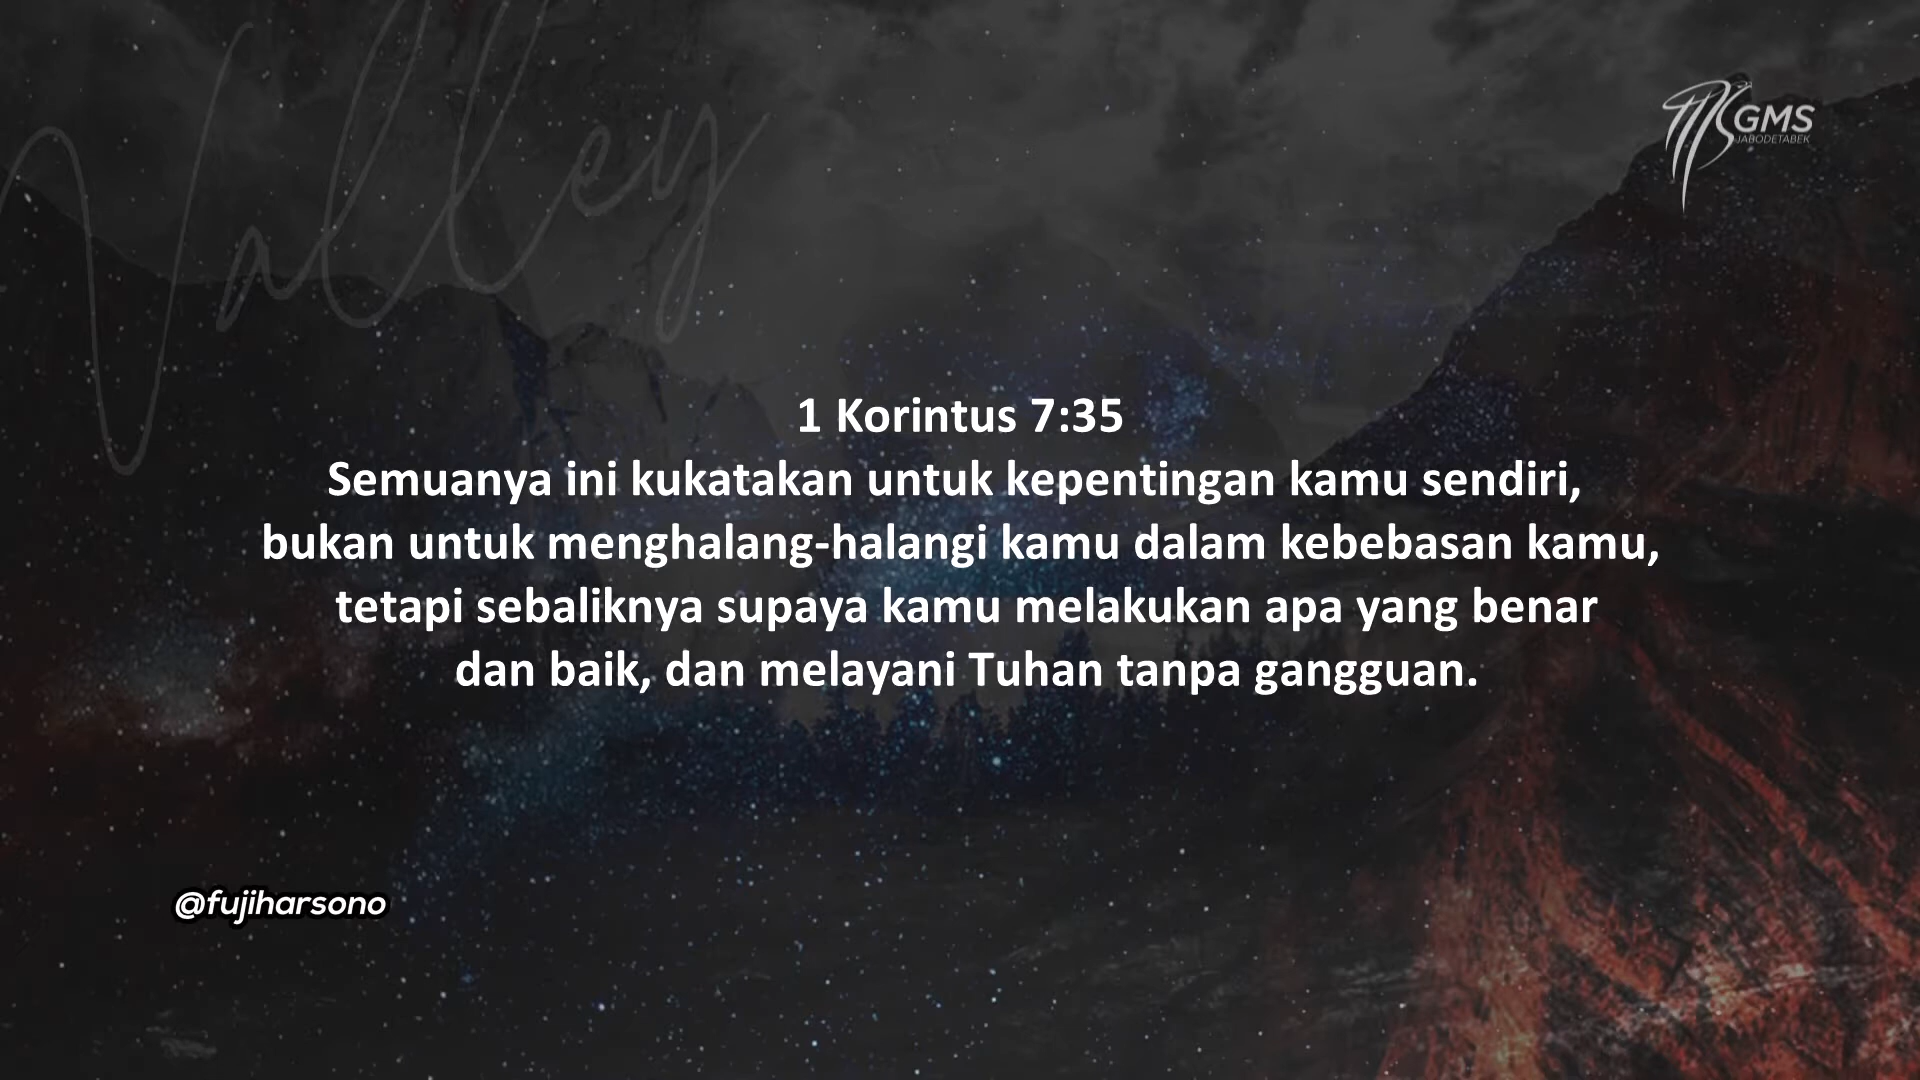 Valley
GMS
JABODETABEK
1 Korintus 7:35
Semuanya ini kukatakan untuk kepentingan kamu sendiri,
bukan untuk menghalang-halangi kamu dalam kebebasan kamu,
tetapi sebaliknya supaya kamu melakukan apa yang benar
dan baik, dan melayani Tuhan tanpa gangguan.
@fujiharsono